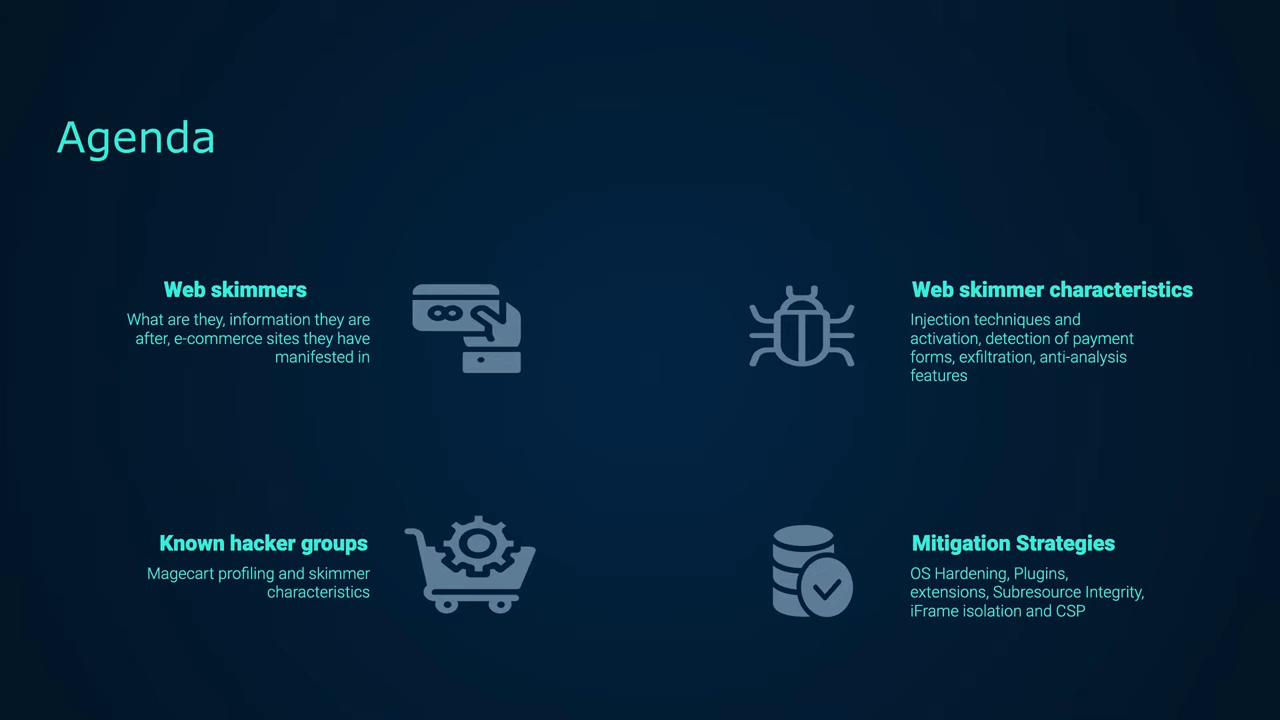 Agenda
Web skimmers
What are they, information they are
after, e-commerce sites they have
manifested in
Web skimmer characteristics
Injection techniques and
activation, detection of payment
forms, exfiltration, anti-analysis
features
Known hacker groups
Magecart profiling and skimmer
characteristics
Mitigation Strategies
OS Hardening, Plugins,
extensions, Subresource Integrity,
iFrame isolation and CSP